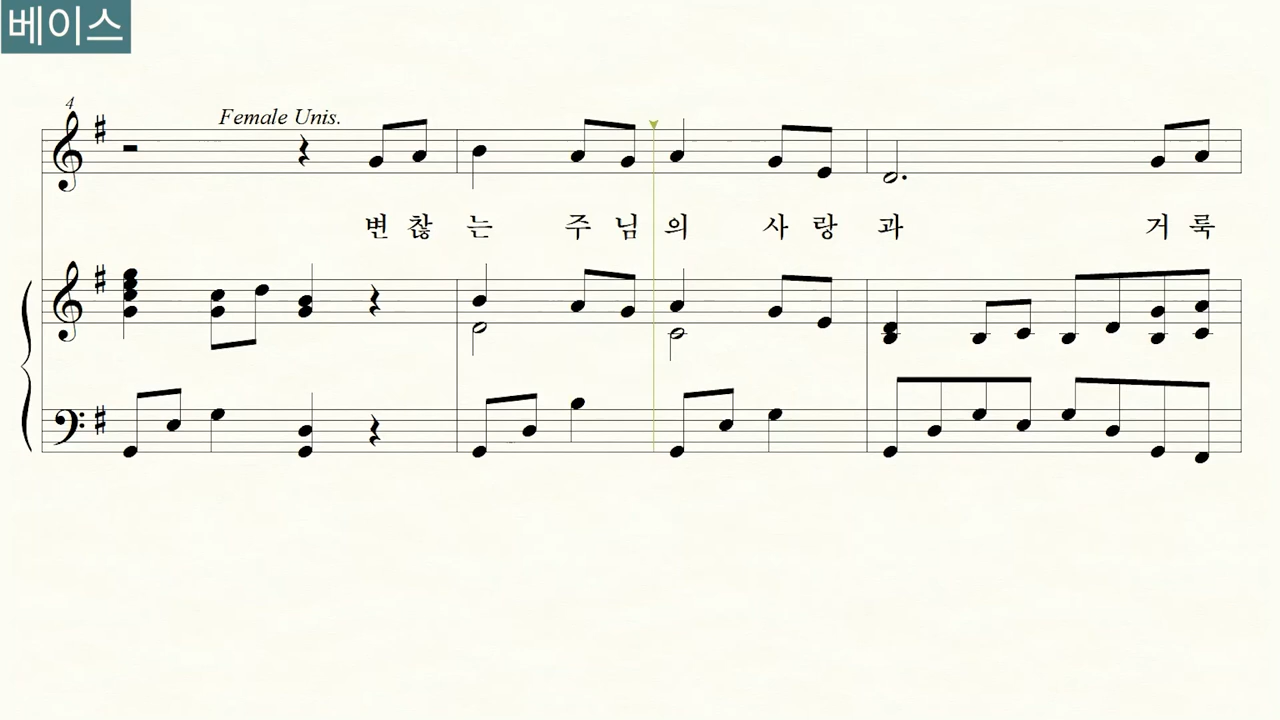 베이스
4
Female Unis.
변 찮 는 주 님 의 사 랑 과 거 룩